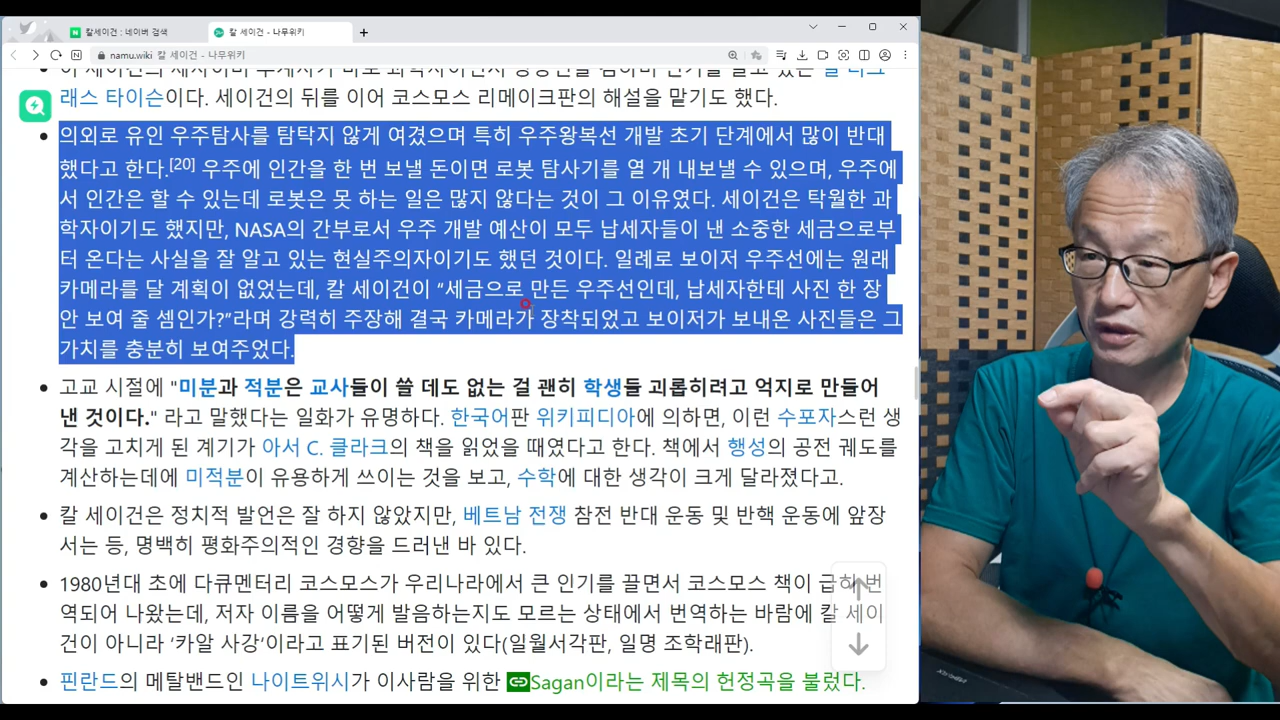 칼세이건 : 네이버 검색
칼 세이건 - 나무위키
namu.wiki 칼 세이건 - 나무위키
래스 타이슨이다. 세이건의 뒤를 이어 코스모스 리메이크판의 해설을 맡기도 했다.
의외로 유인 우주탐사를 탐탁지 않게 여겼으며 특히 우주왕복선 개발 초기 단계에서 많이 반대
했다고 한다.[20] 우주에 인간을 한 번 보낼 돈이면 로봇 탐사기를 열 개 내보낼 수 있으며, 우주에
서 인간은 할 수 있는데 로봇은 못 하는 일은 많지 않다는 것이 그 이유였다. 세이건은 탁월한 과
학자이기도 했지만, NASA의 간부로서 우주 개발 예산이 모두 납세자들이 낸 소중한 세금으로부
터 온다는 사실을 잘 알고 있는 현실주의자이기도 했던 것이다. 일례로 보이저 우주선에는 원래
카메라를 달 계획이 없었는데, 칼 세이건이 “세금으로 만든 우주선인데, 납세자한테 사진 한 장
안 보여 줄 셈인가?”라며 강력히 주장해 결국 카메라가 장착되었고 보이저가 보내온 사진들은 그
가치를 충분히 보여주었다.
고교 시절에 "미분과 적분은 교사들이 쓸 데도 없는 걸 괜히 학생들 괴롭히려고 억지로 만들어
낸 것이다." 라고 말했다는 일화가 유명하다. 한국어판 위키피디아에 의하면, 이런 수포자스런 생
각을 고치게 된 계기가 아서 C. 클라크의 책을 읽었을 때였다고 한다. 책에서 행성의 공전 궤도를
계산하는데에 미적분이 유용하게 쓰이는 것을 보고, 수학에 대한 생각이 크게 달라졌다고.
칼 세이건은 정치적 발언은 잘 하지 않았지만, 베트남 전쟁 참전 반대 운동 및 반핵 운동에 앞장
서는 등, 명백히 평화주의적인 경향을 드러낸 바 있다.
1980년대 초에 다큐멘터리 코스모스가 우리나라에서 큰 인기를 끌면서 코스모스 책이 급히 번
역되어 나왔는데, 저자 이름을 어떻게 발음하는지도 모르는 상태에서 번역하는 바람에 칼 세이
건이 아니라 ‘카알 사강‘이라고 표기된 버전이 있다(일월서각판, 일명 조학래판).
핀란드의 메탈밴드인 나이트위시가 이사람을 위한 Sagan이라는 제목의 헌정곡을 불렀다.